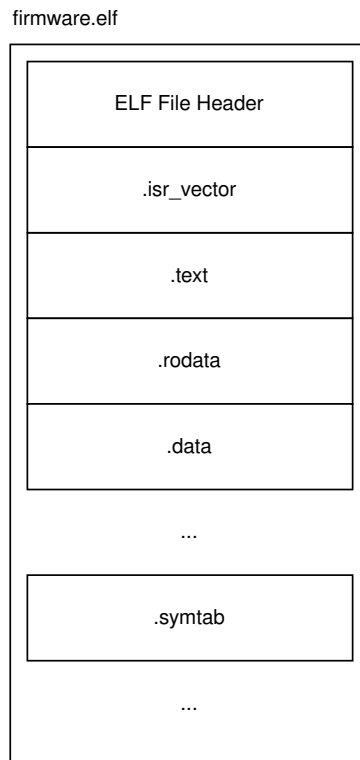 firmware.elf
ELF File Header
.isr_vector
.text
.rodata
.data
...
.symtab
...